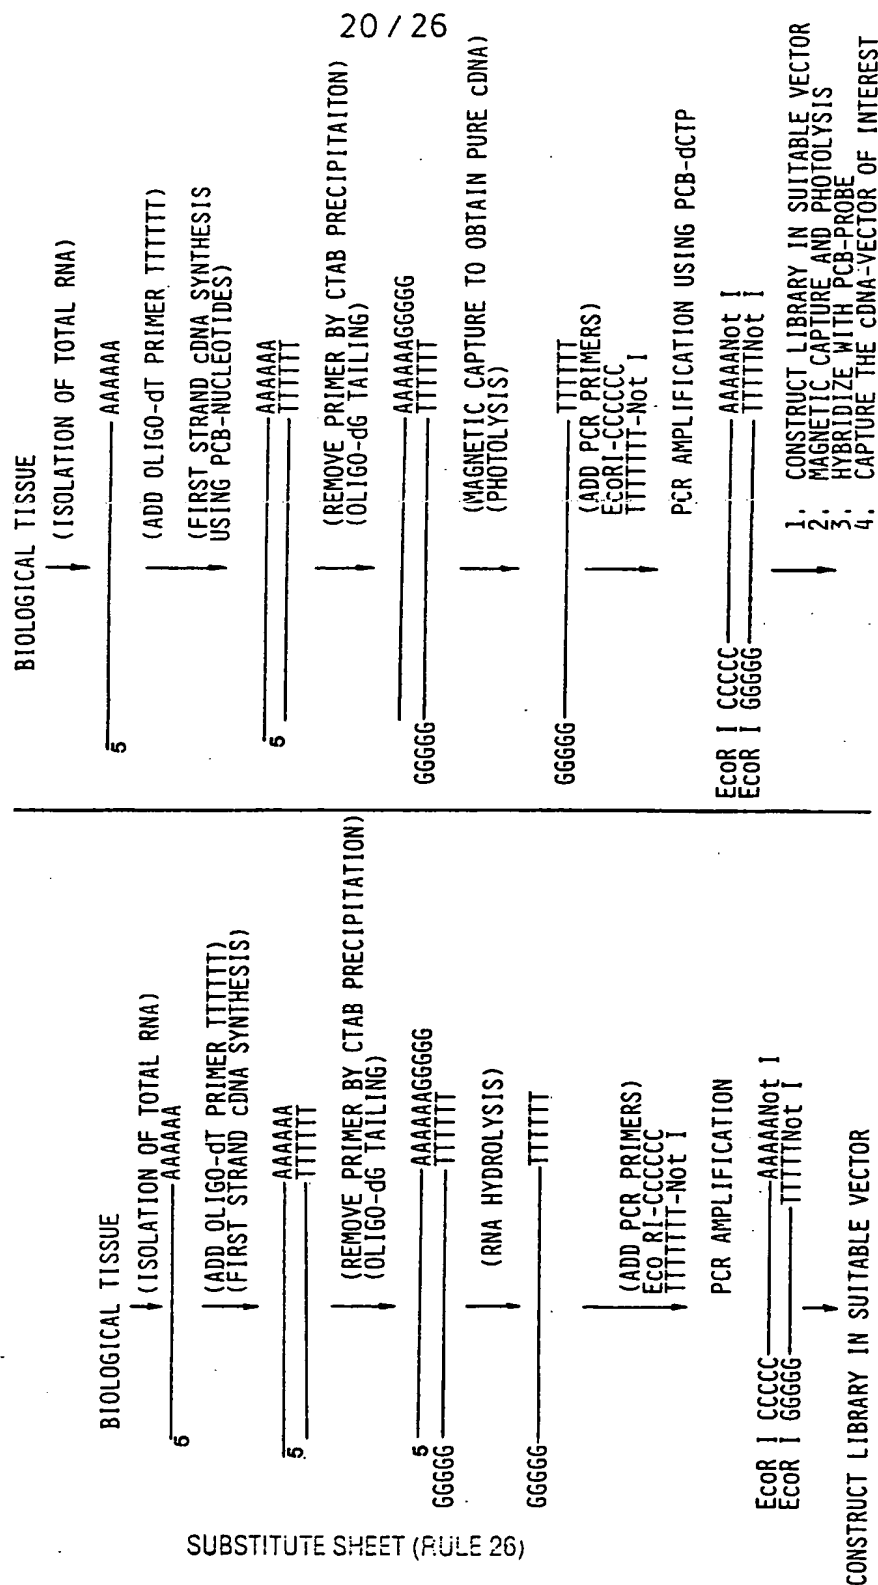 20 / 26
BIOLOGICAL TISSUE
(ISOLATION OF TOTAL RNA)
AAAAAA
5
(ADD OLIGO-dT PRIMER TTTTTT)
(FIRST STRAND cDNA SYNTHESIS)
AAAAAA
5
TTTTTT
(REMOVE PRIMER BY CTAB PRECIPITATION)
(OLIGO-dG TAILING)
5
AAAAAAGGGGG
GGGGG TTTTTT
(RNA HYDROLYSIS)
GGGGG TTTTTT
(ADD PCR PRIMERS)
Eco RI-CCCCCC
TTTTTTT-Not I
PCR AMPLIFICATION
EcoR I CCCCC AAAAANot I
EcoR I GGGGG TTTTTNot I
CONSTRUCT LIBRARY IN SUITABLE VECTOR
BIOLOGICAL TISSUE
(ISOLATION OF TOTAL RNA)
AAAAAA
5
(ADD OLIGO-dT PRIMER TTTTTT)
(FIRST STRAND cDNA SYNTHESIS
USING PCB-NUCLEOTIDES)
AAAAAA
5
TTTTTT
(REMOVE PRIMER BY CTAB PRECIPITAITON)
(OLIGO-dG TAILING)
AAAAAAGGGGG
GGGGG TTTTTT
(MAGNETIC CAPTURE TO OBTAIN PURE cDNA)
(PHOTOLYSIS)
GGGGG TTTTTT
(ADD PCR PRIMERS)
EcoRI-CCCCCC
TTTTTTT-Not I
PCR AMPLIFICATION USING PCB-dCTP
EcoR I CCCCC AAAAANot I
EcoR I GGGGG TTTTTNot I
1. CONSTRUCT LIBRARY IN SUITABLE VECTOR
2. MAGNETIC CAPTURE AND PHOTOLYSIS
3. HYBRIDIZE WITH PCB-PROBE
4. CAPTURE THE cDNA-VECTOR OF INTEREST
SUBSTITUTE SHEET (RULE 26)